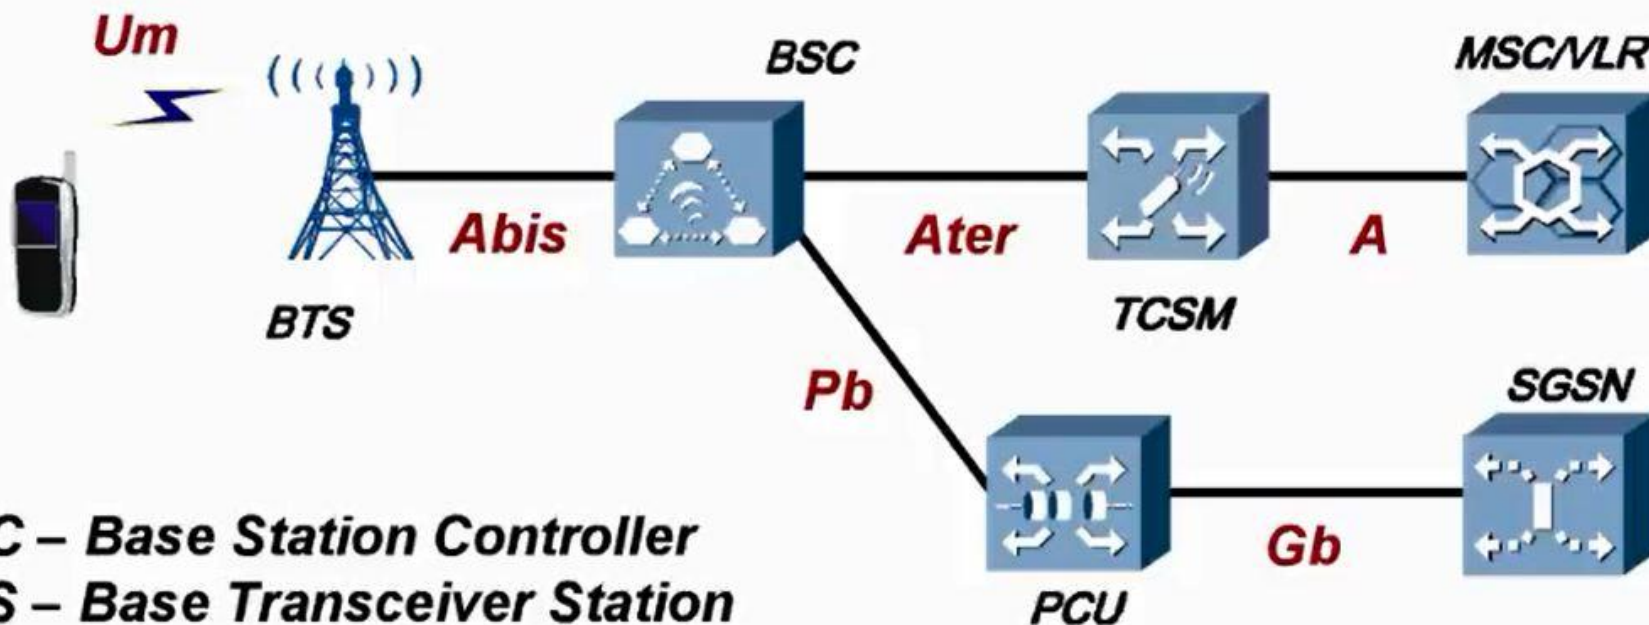 Um
BSC
MSC/VLR
Abis
Ater
A
BTS
TCSM
Pb
SGSN
C – Base Station Controller
Gb
S – Base Transceiver Station
PCU